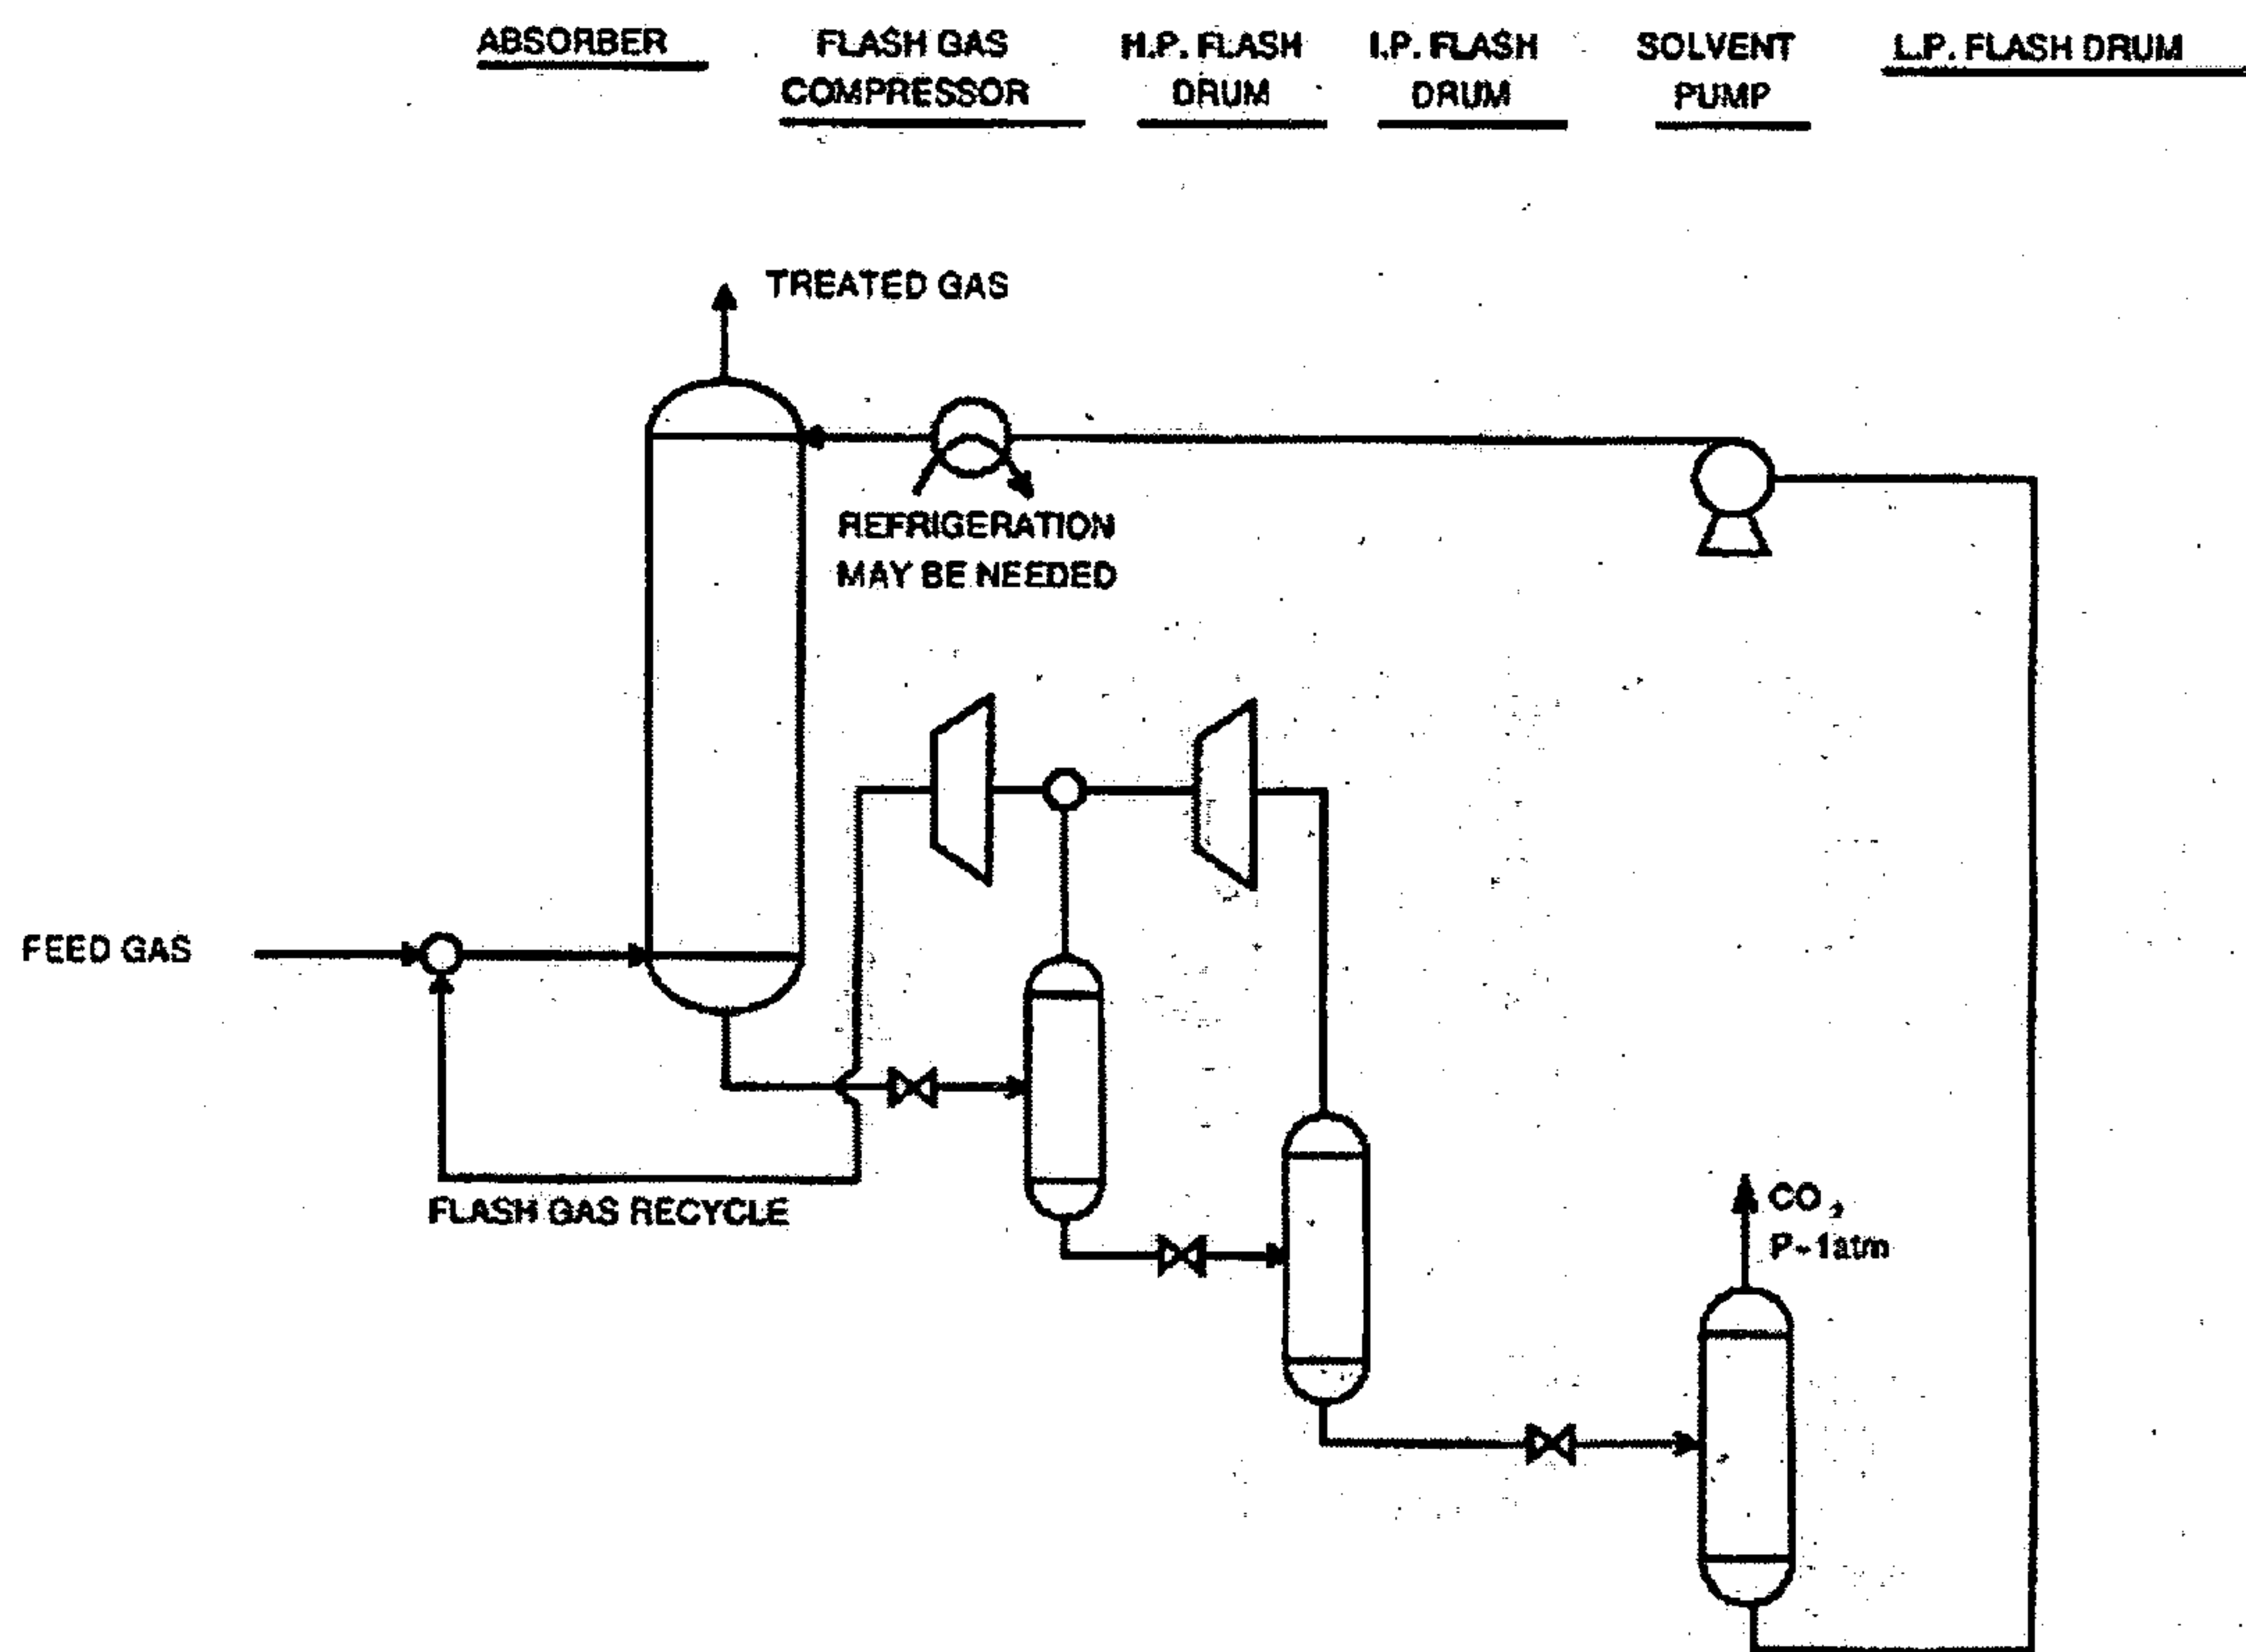 ABSORBER
FLASH GAS
COMPRESSOR
H.P. FLASH
DRUM
I.P. FLASH
DRUM
SOLVENT
PUMP
L.P. FLASH DRUM
TREATED GAS
REFRIGERATION
MAY BE NEEDED
FEED GAS
FLASH GAS RECYCLE
CO₂
P~1atm